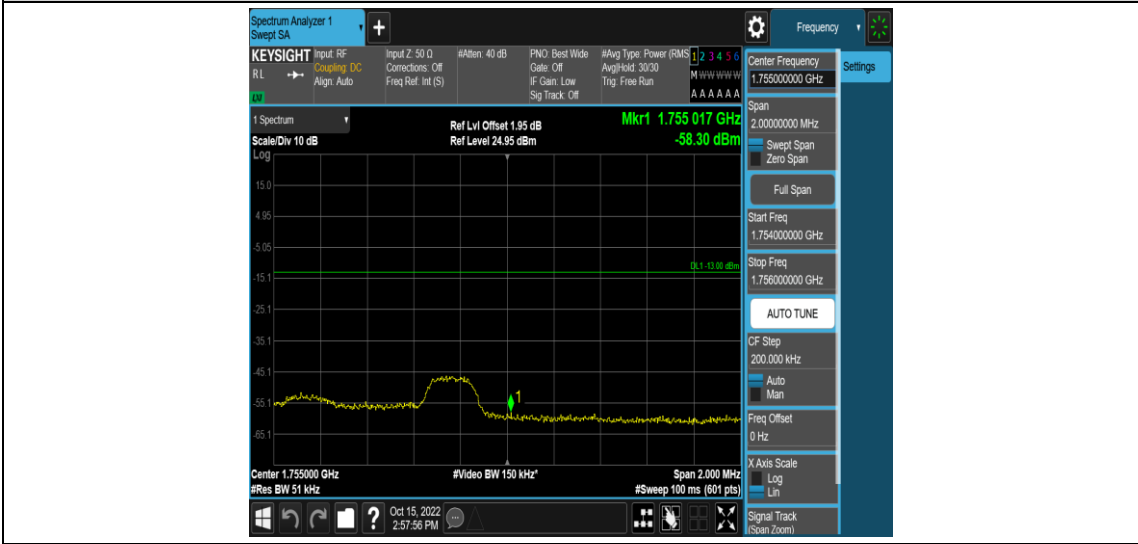 Spectrum Analyzer 1
Swept SA
+
Frequency
KEYSIGHT
RL
Input: RF
Coupling: DC
Align: Auto
Input Z: 50 Ω
Corrections: Off
Freq Ref: Int (S)
#Atten: 40 dB
PNO: Best Wide
Gate: Off
IF Gain: Low
Sig Track: Off
#Avg Type: Power (RMS
Avg|Hold: 30/30
Trig: Free Run
1 2 3 4 5 6
M W W W W W
A A A A A A
1 Spectrum
Scale/Div 10 dB
Ref Lvl Offset 1.95 dB
Ref Level 24.95 dBm
Mkr1 1.755 017 GHz
-58.30 dBm
Log
15.0
4.95
-5.05
DL1 -13.00 dBm
-15.1
-25.1
-35.1
-45.1
1
-55.1
-65.1
Center 1.755000 GHz
#Video BW 150 kHz*
Span 2.000 MHz
#Res BW 51 kHz
#Sweep 100 ms (601 pts)
?
Oct 15, 2022
2:57:56 PM
Center Frequency
1.755000000 GHz
Settings
Span
2.00000000 MHz
Swept Span
Zero Span
Full Span
Start Freq
1.754000000 GHz
Stop Freq
1.756000000 GHz
AUTO TUNE
CF Step
200.000 kHz
Auto
Man
Freq Offset
0 Hz
X Axis Scale
Log
Lin
Signal Track
(Span Zoom)